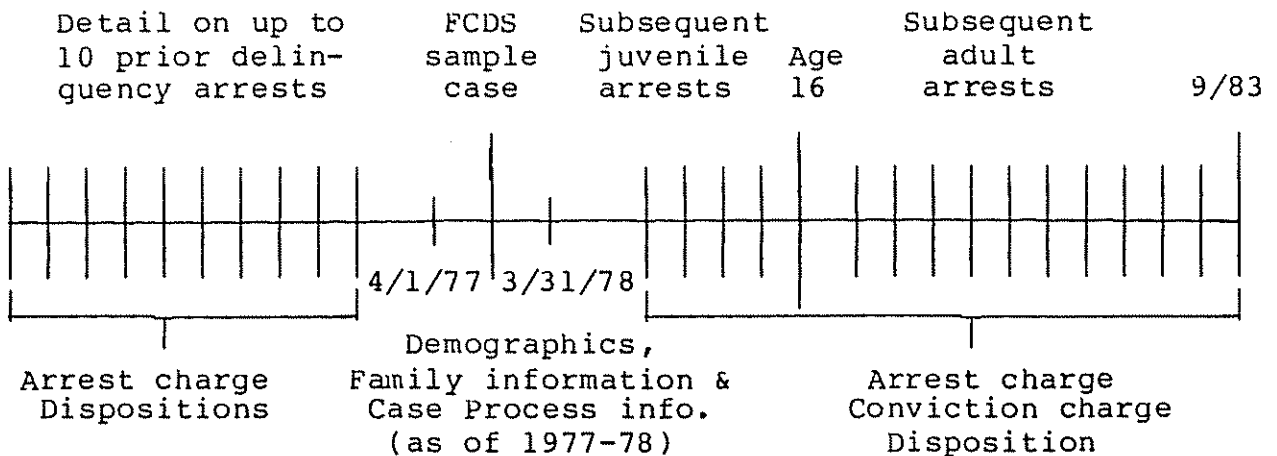 Detail on up to
10 prior delin-
quency arrests
FCDS
sample
case
Subsequent
juvenile
arrests
Age
16
Subsequent
adult
arrests
9/83
4/1/77
3/31/78
Arrest charge
Dispositions
Demographics,
Family information &
Case Process info.
(as of 1977-78)
Arrest charge
Conviction charge
Disposition